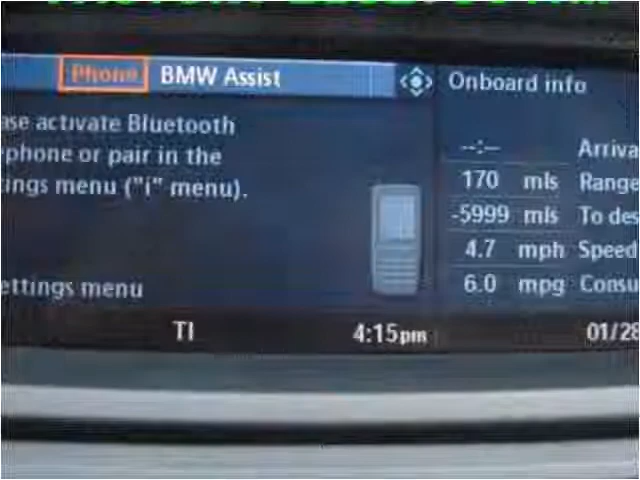 Phone BMW Assist
Onboard info
ase activate Bluetooth
phone or pair in the
ings menu ("i" menu).
ettings menu
--:-- Arriva
170 mls Range
-5999 mls To des
4.7 mph Speed
6.0 mpg Consu
TI 4:15pm 01/28